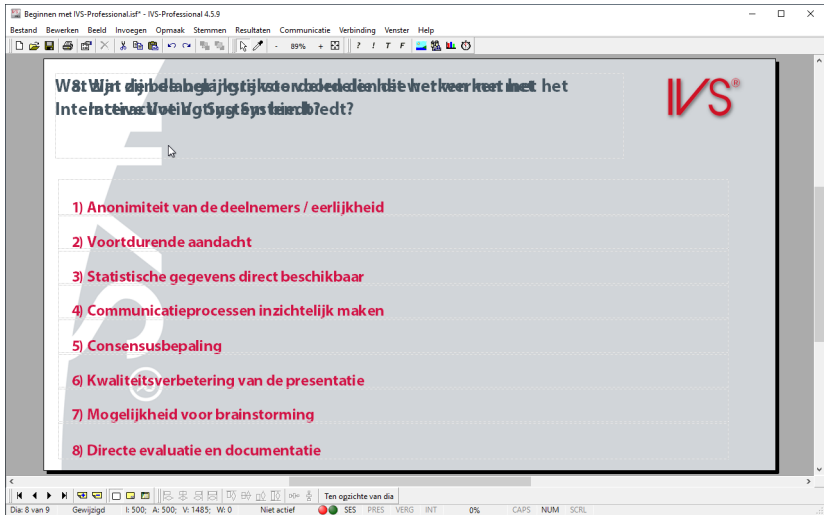 Beginnen met IVS-Professional.isf* - IVS-Professional 4.5.9
Bestand Bewerken Beeld Invoegen Opmaak Stemmen Resultaten Communicatie Verbinding Venster Help
- 89% + ? ! T F
IVS®
1) Anonimiteit van de deelnemers / eerlijkheid
2) Voortdurende aandacht
3) Statistische gegevens direct beschikbaar
4) Communicatieprocessen inzichtelijk maken
5) Consensusbepaling
6) Kwaliteitsverbetering van de presentatie
7) Mogelijkheid voor brainstorming
8) Directe evaluatie en documentatie
Ten opzichte van dia
Dia: 8 van 9 Gewijzigd I: 500; A: 500; V: 1485; W: 0 Niet actief SES PRES VERG INT 0% CAPS NUM SCRL